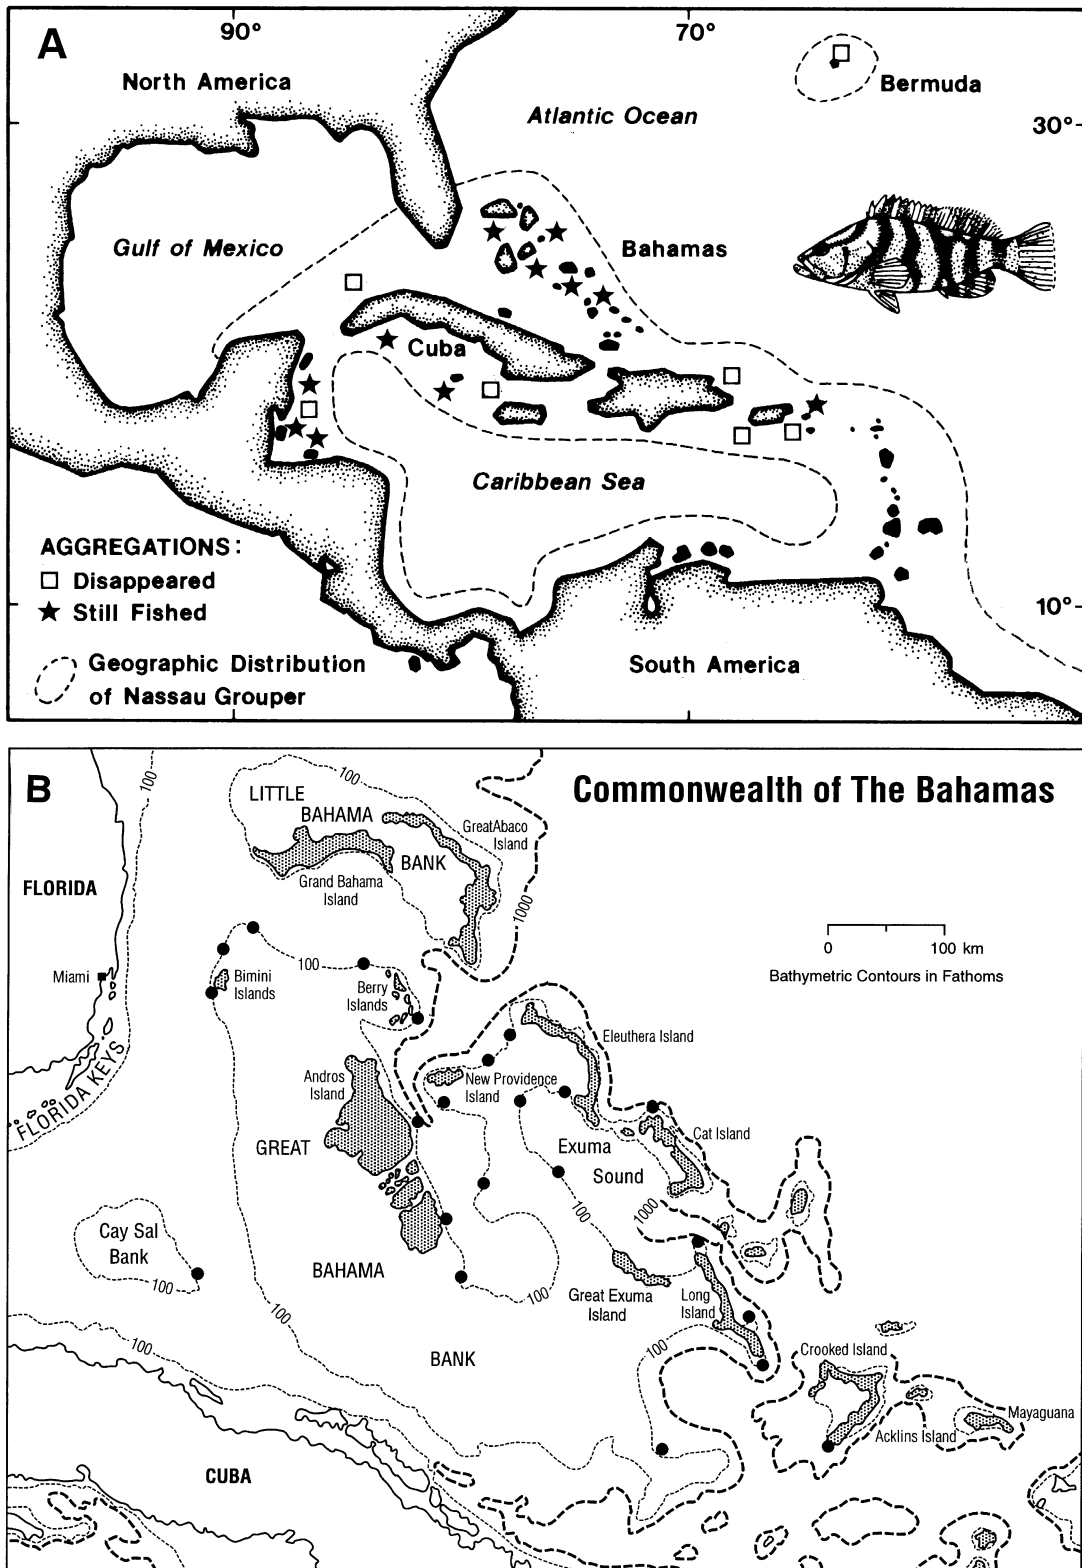 A
90°
70°
North America
Bermuda
Atlantic Ocean
30°
Gulf of Mexico
Bahamas
Cuba
Caribbean Sea
AGGREGATIONS:
Disappeared
Still Fished
10°
Geographic Distribution
of Nassau Grouper
South America
B
Commonwealth of The Bahamas
100
100
LITTLE
BAHAMA
BANK
GreatAbaco
Island
Grand Bahama
Island
FLORIDA
1000
0
100 km
Bathymetric Contours in Fathoms
Miami
Bimini
Islands
100
Berry
Islands
Eleuthera Island
FLORIDA KEYS
Andros
Island
New Providence
Island
GREAT
Exuma
Sound
Cat Island
100
1000
Cay Sal
Bank
100
BAHAMA
100
Great Exuma
Island
Long
Island
100
100
BANK
100
Crooked Island
Mayaguana
Acklins Island
CUBA